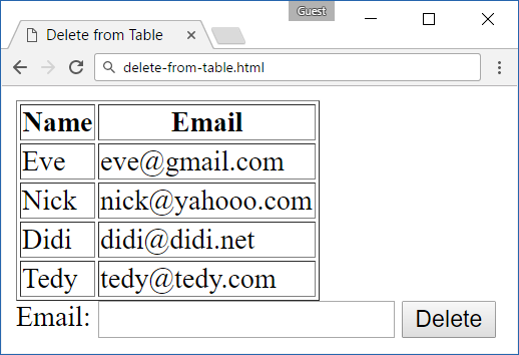 Guest
Delete from Table
delete-from-table.html
Name Email
Eve eve@gmail.com
Nick nick@yahooo.com
Didi didi@didi.net
Tedy tedy@tedy.com
Email: Delete